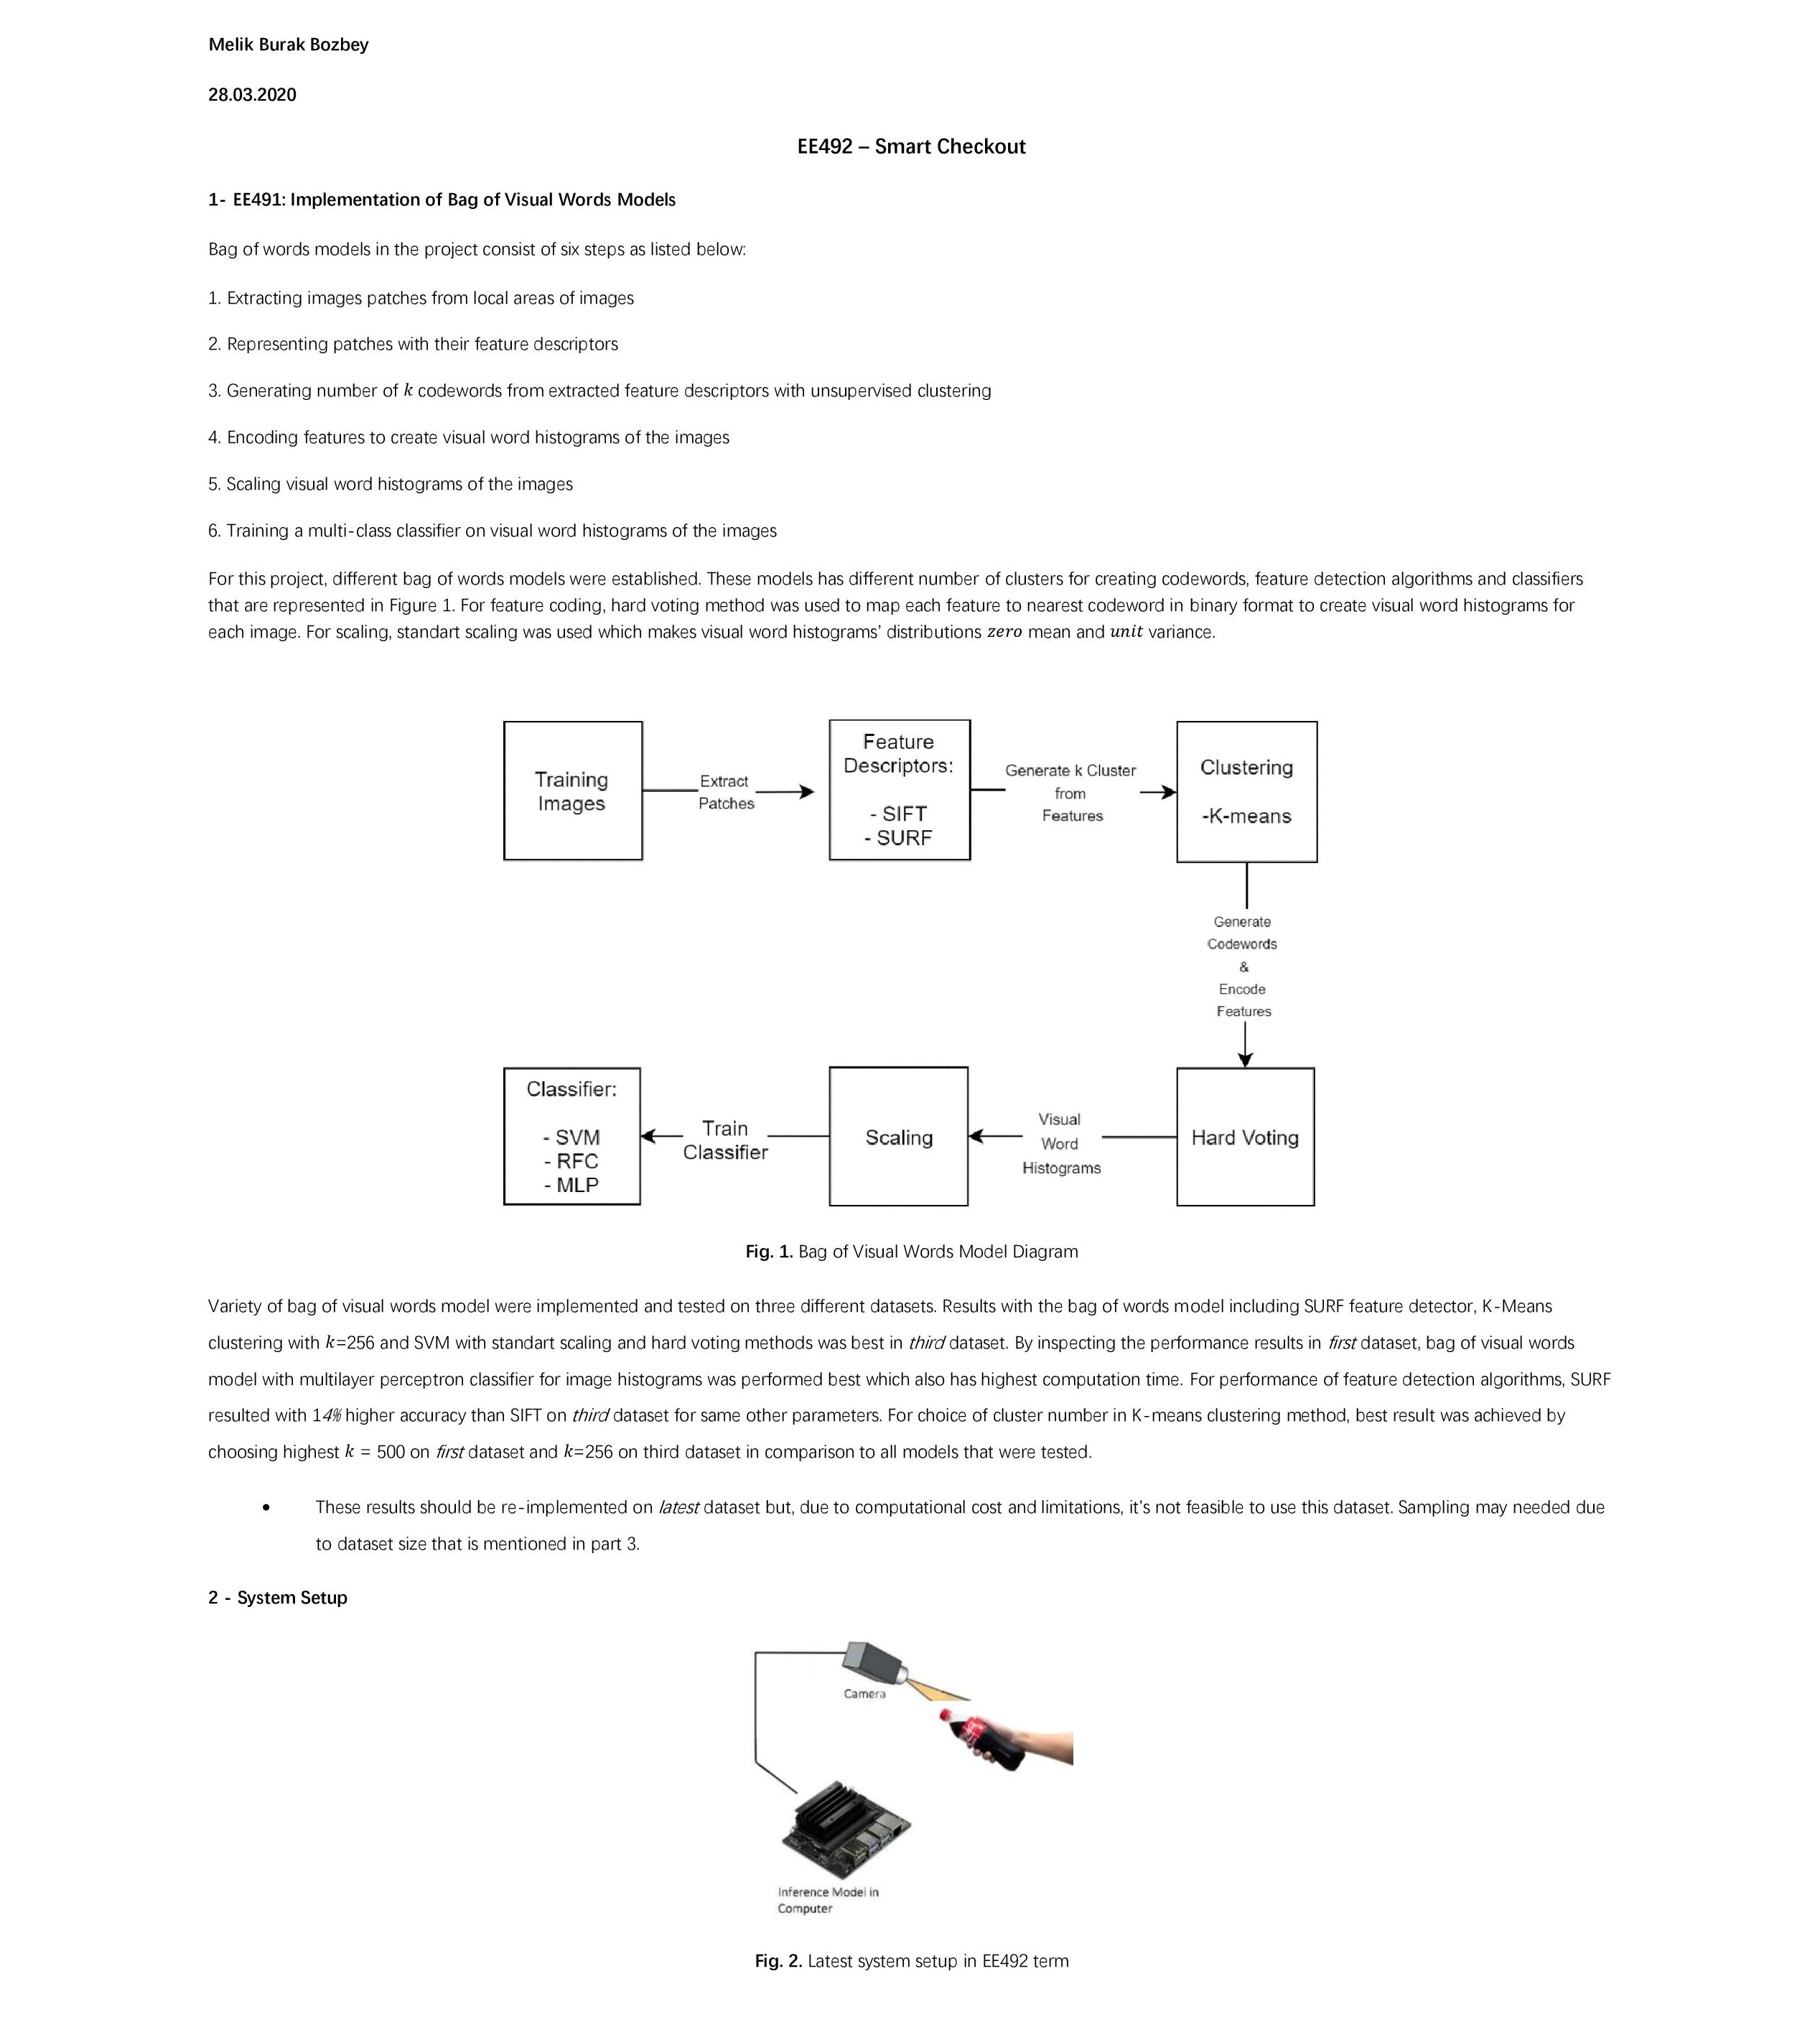 Melik Burak Bozbey
28.03.2020
EE492 – Smart Checkout
1- EE491: Implementation of Bag of Visual Words Models
Bag of words models in the project consist of six steps as listed below:
1. Extracting images patches from local areas of images
2. Representing patches with their feature descriptors
3. Generating number of k codewords from extracted feature descriptors with unsupervised clustering
4. Encoding features to create visual word histograms of the images
5. Scaling visual word histograms of the images
6. Training a multi-class classifier on visual word histograms of the images
For this project, different bag of words models were established. These models has different number of clusters for creating codewords, feature detection algorithms and classifiers
that are represented in Figure 1. For feature coding, hard voting method was used to map each feature to nearest codeword in binary format to create visual word histograms for
each image. For scaling, standart scaling was used which makes visual word histograms' distributions zero mean and unit variance.
Training
Images
Extract
Patches
Feature
Descriptors:
- SIFT
- SURF
Generate k Cluster
from
Features
Clustering
-K-means
Generate
Codewords
&
Encode
Features
Classifier:
- SVM
- RFC
- MLP
Train
Classifier
Scaling
Visual
Word
Histograms
Hard Voting
Fig. 1. Bag of Visual Words Model Diagram
Variety of bag of visual words model were implemented and tested on three different datasets. Results with the bag of words model including SURF feature detector, K-Means
clustering with k=256 and SVM with standart scaling and hard voting methods was best in third dataset. By inspecting the performance results in first dataset, bag of visual words
model with multilayer perceptron classifier for image histograms was performed best which also has highest computation time. For performance of feature detection algorithms, SURF
resulted with 14% higher accuracy than SIFT on third dataset for same other parameters. For choice of cluster number in K-means clustering method, best result was achieved by
choosing highest k = 500 on first dataset and k=256 on third dataset in comparison to all models that were tested.
• These results should be re-implemented on latest dataset but, due to computational cost and limitations, it's not feasible to use this dataset. Sampling may needed due
to dataset size that is mentioned in part 3.
2 - System Setup
Camera
Inference Model in
Computer
Fig. 2. Latest system setup in EE492 term